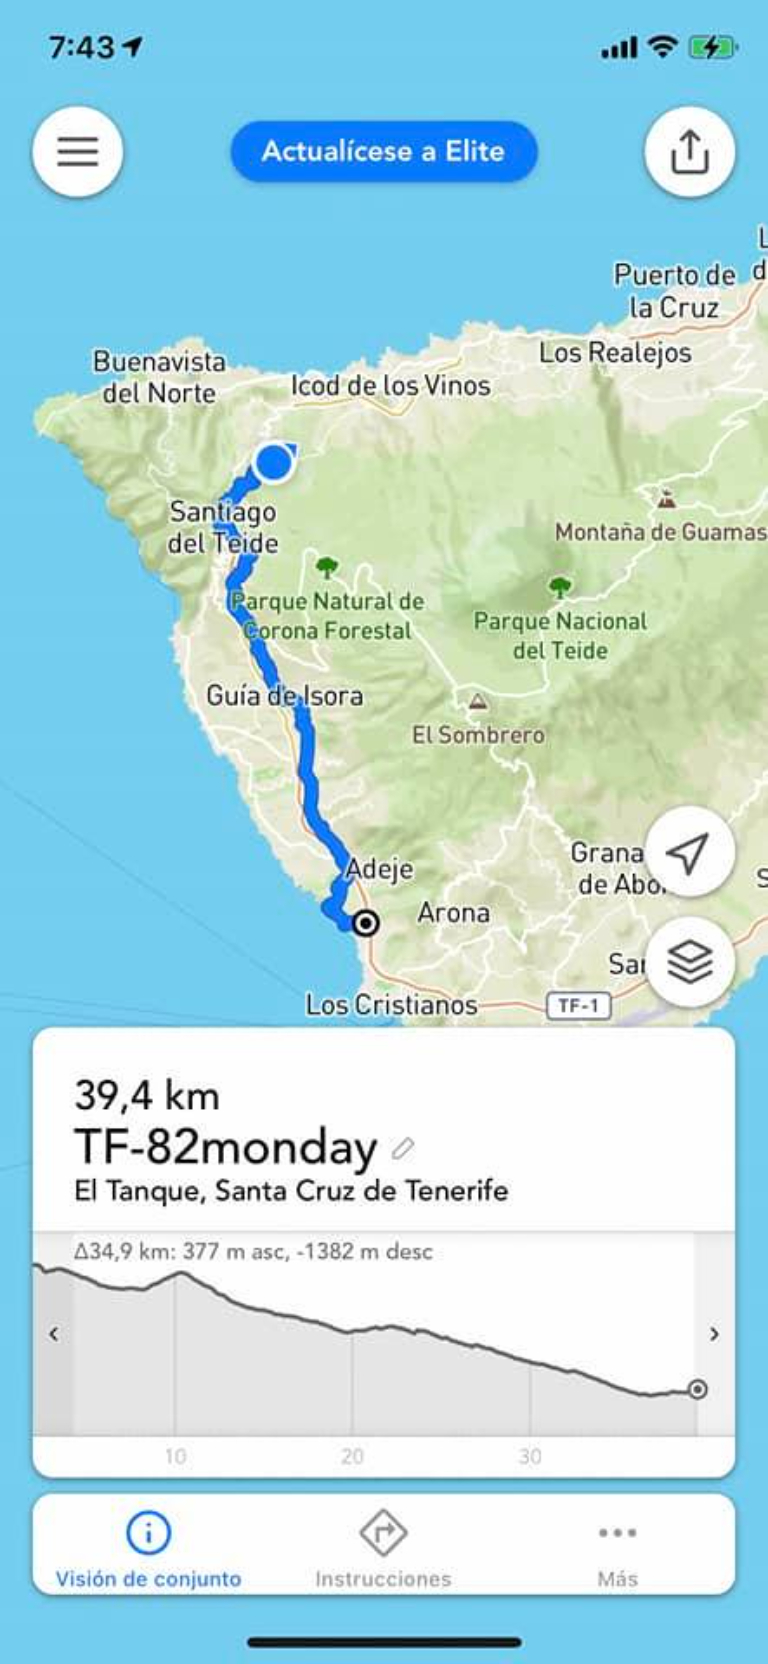 7:43
Actualícese a Elite
Puerto de
la Cruz
Los Realejos
Buenavista
del Norte
Icod de los Vinos
Santiago
del Teide
Montaña de Guamas
Parque Natural de
Corona Forestal
Parque Nacional
del Teide
Guía de Isora
El Sombrero
Adeje
Grana
de Abo
Arona
Sa
Los Cristianos
TF-1
39,4 km
TF-82monday
El Tanque, Santa Cruz de Tenerife
Δ34,9 km: 377 m asc, -1382 m desc
10 20 30
Visión de conjunto
Instrucciones
Más